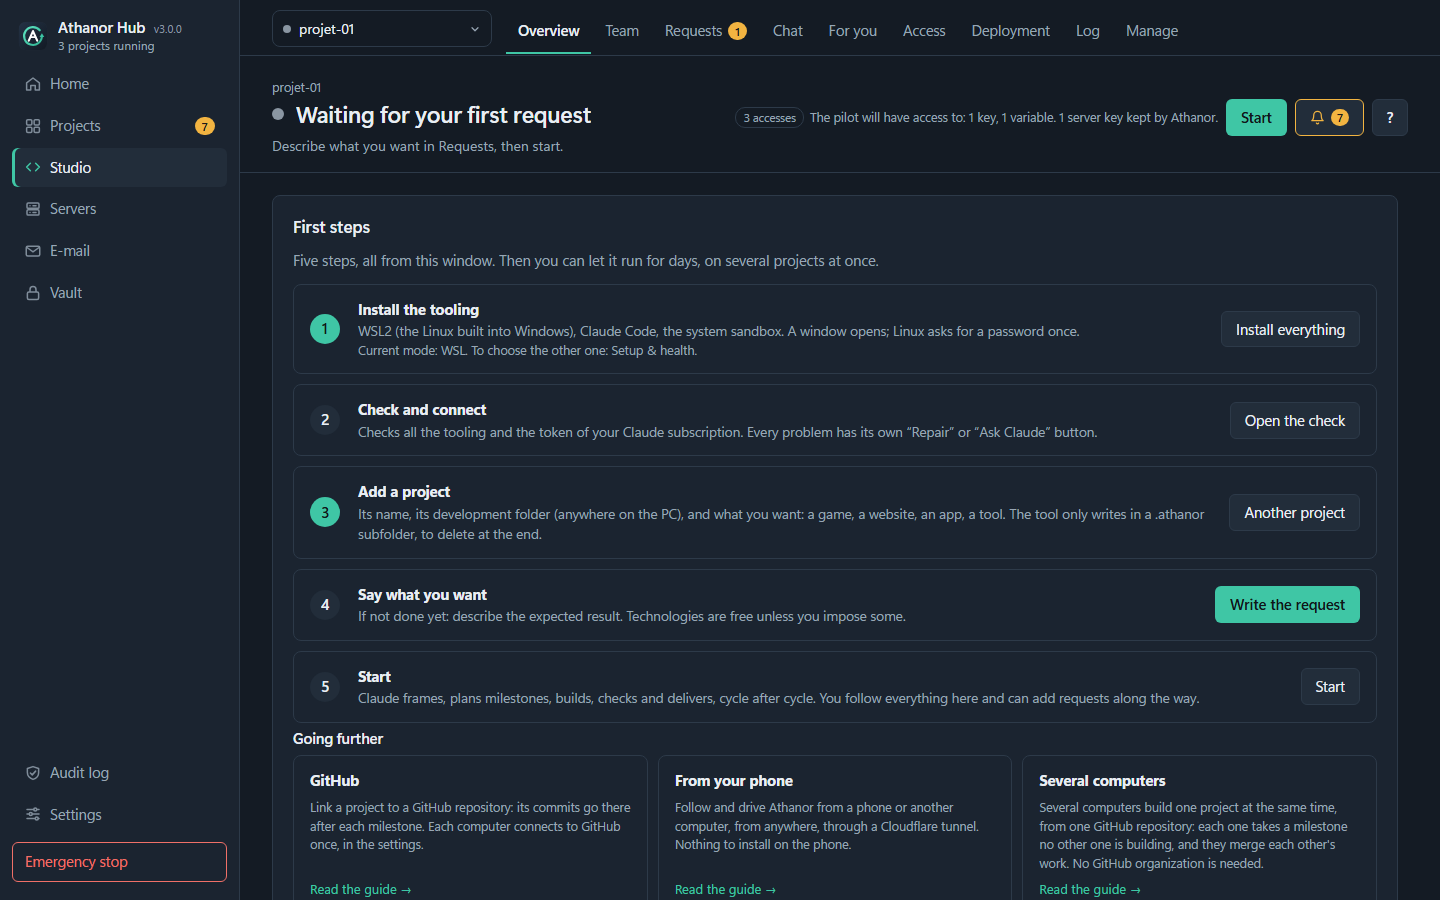 Athanor Hub v3.0.0
3 projects running
Home
Projects 7
Studio
Servers
E-mail
Vault
Audit log
Settings
Emergency stop
projet-01
Overview Team Requests 1 Chat For you Access Deployment Log Manage
projet-01
Waiting for your first request
Describe what you want in Requests, then start.
3 accesses The pilot will have access to: 1 key, 1 variable. 1 server key kept by Athanor.
Start
7
?
First steps
Five steps, all from this window. Then you can let it run for days, on several projects at once.
1
Install the tooling
WSL2 (the Linux built into Windows), Claude Code, the system sandbox. A window opens; Linux asks for a password once.
Current mode: WSL. To choose the other one: Setup & health.
Install everything
2
Check and connect
Checks all the tooling and the token of your Claude subscription. Every problem has its own “Repair” or “Ask Claude” button.
Open the check
3
Add a project
Its name, its development folder (anywhere on the PC), and what you want: a game, a website, an app, a tool. The tool only writes in a .athanor
subfolder, to delete at the end.
Another project
4
Say what you want
If not done yet: describe the expected result. Technologies are free unless you impose some.
Write the request
5
Start
Claude frames, plans milestones, builds, checks and delivers, cycle after cycle. You follow everything here and can add requests along the way.
Start
Going further
GitHub
Link a project to a GitHub repository: its commits go there
after each milestone. Each computer connects to GitHub
once, in the settings.
Read the guide →
From your phone
Follow and drive Athanor from a phone or another
computer, from anywhere, through a Cloudflare tunnel.
Nothing to install on the phone.
Read the guide →
Several computers
Several computers build one project at the same time,
from one GitHub repository: each one takes a milestone
no other one is building, and they merge each other's
work. No GitHub organization is needed.
Read the guide →